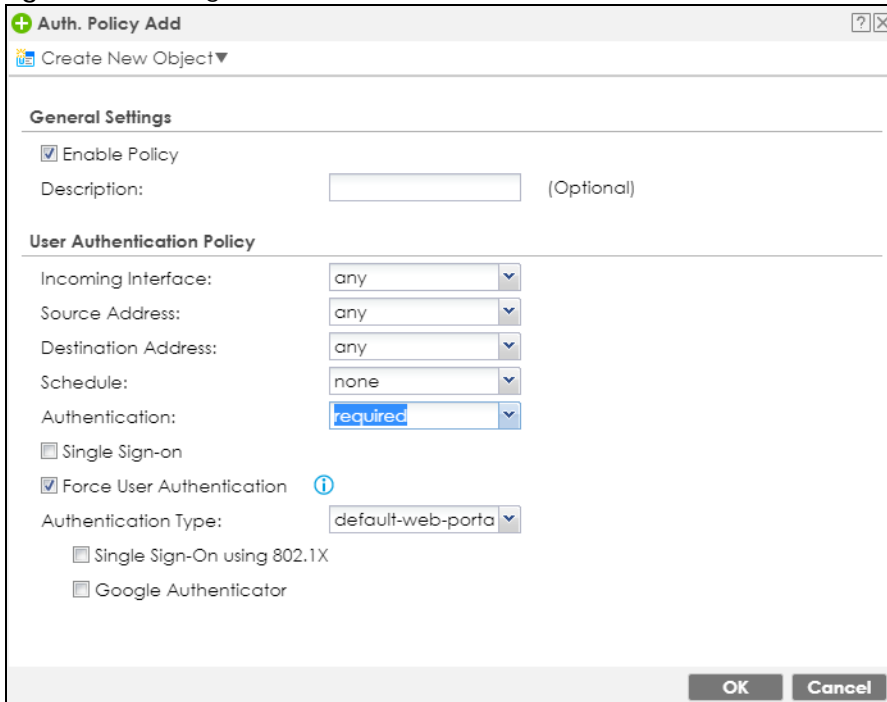 Auth. Policy Add
Create New Object
General Settings
Enable Policy
Description: (Optional)
User Authentication Policy
Incoming Interface: any
Source Address: any
Destination Address: any
Schedule: none
Authentication: required
Single Sign-on
Force User Authentication
Authentication Type: default-web-porta
Single Sign-On using 802.1X
Google Authenticator
OK Cancel